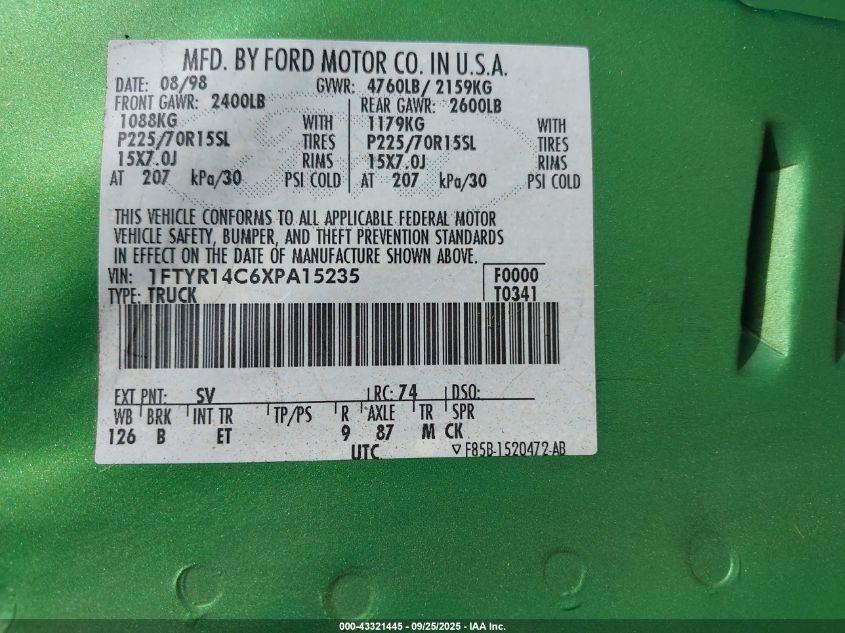 MFD. BY FORD MOTOR CO. IN U.S.A.
DATE: 08/98 GVWR: 4760LB/ 2159KG
FRONT GAWR: 2400LB REAR GAWR: 2600LB
1088KG WITH 1179KG WITH
P225/70R15SL TIRES P225/70R15SL TIRES
15X7.0J RIMS 15X7.0J RIMS
AT 207 kPa/30 PSI COLD AT 207 kPa/30 PSI COLD
THIS VEHICLE CONFORMS TO ALL APPLICABLE FEDERAL MOTOR
VEHICLE SAFETY, BUMPER, AND THEFT PREVENTION STANDARDS
IN EFFECT ON THE DATE OF MANUFACTURE SHOWN ABOVE.
VIN: 1FTYR14C6XPA15235 F0000
TYPE: TRUCK T0341
EXT PNT: SV RC: 74 DSO:
WB BRK INT TR TP/PS R AXLE TR SPR
126 B ET 9 87 M CK
UTC F85B-1520472-AB
000-43321445 - 09/25/2025 - IAA Inc.